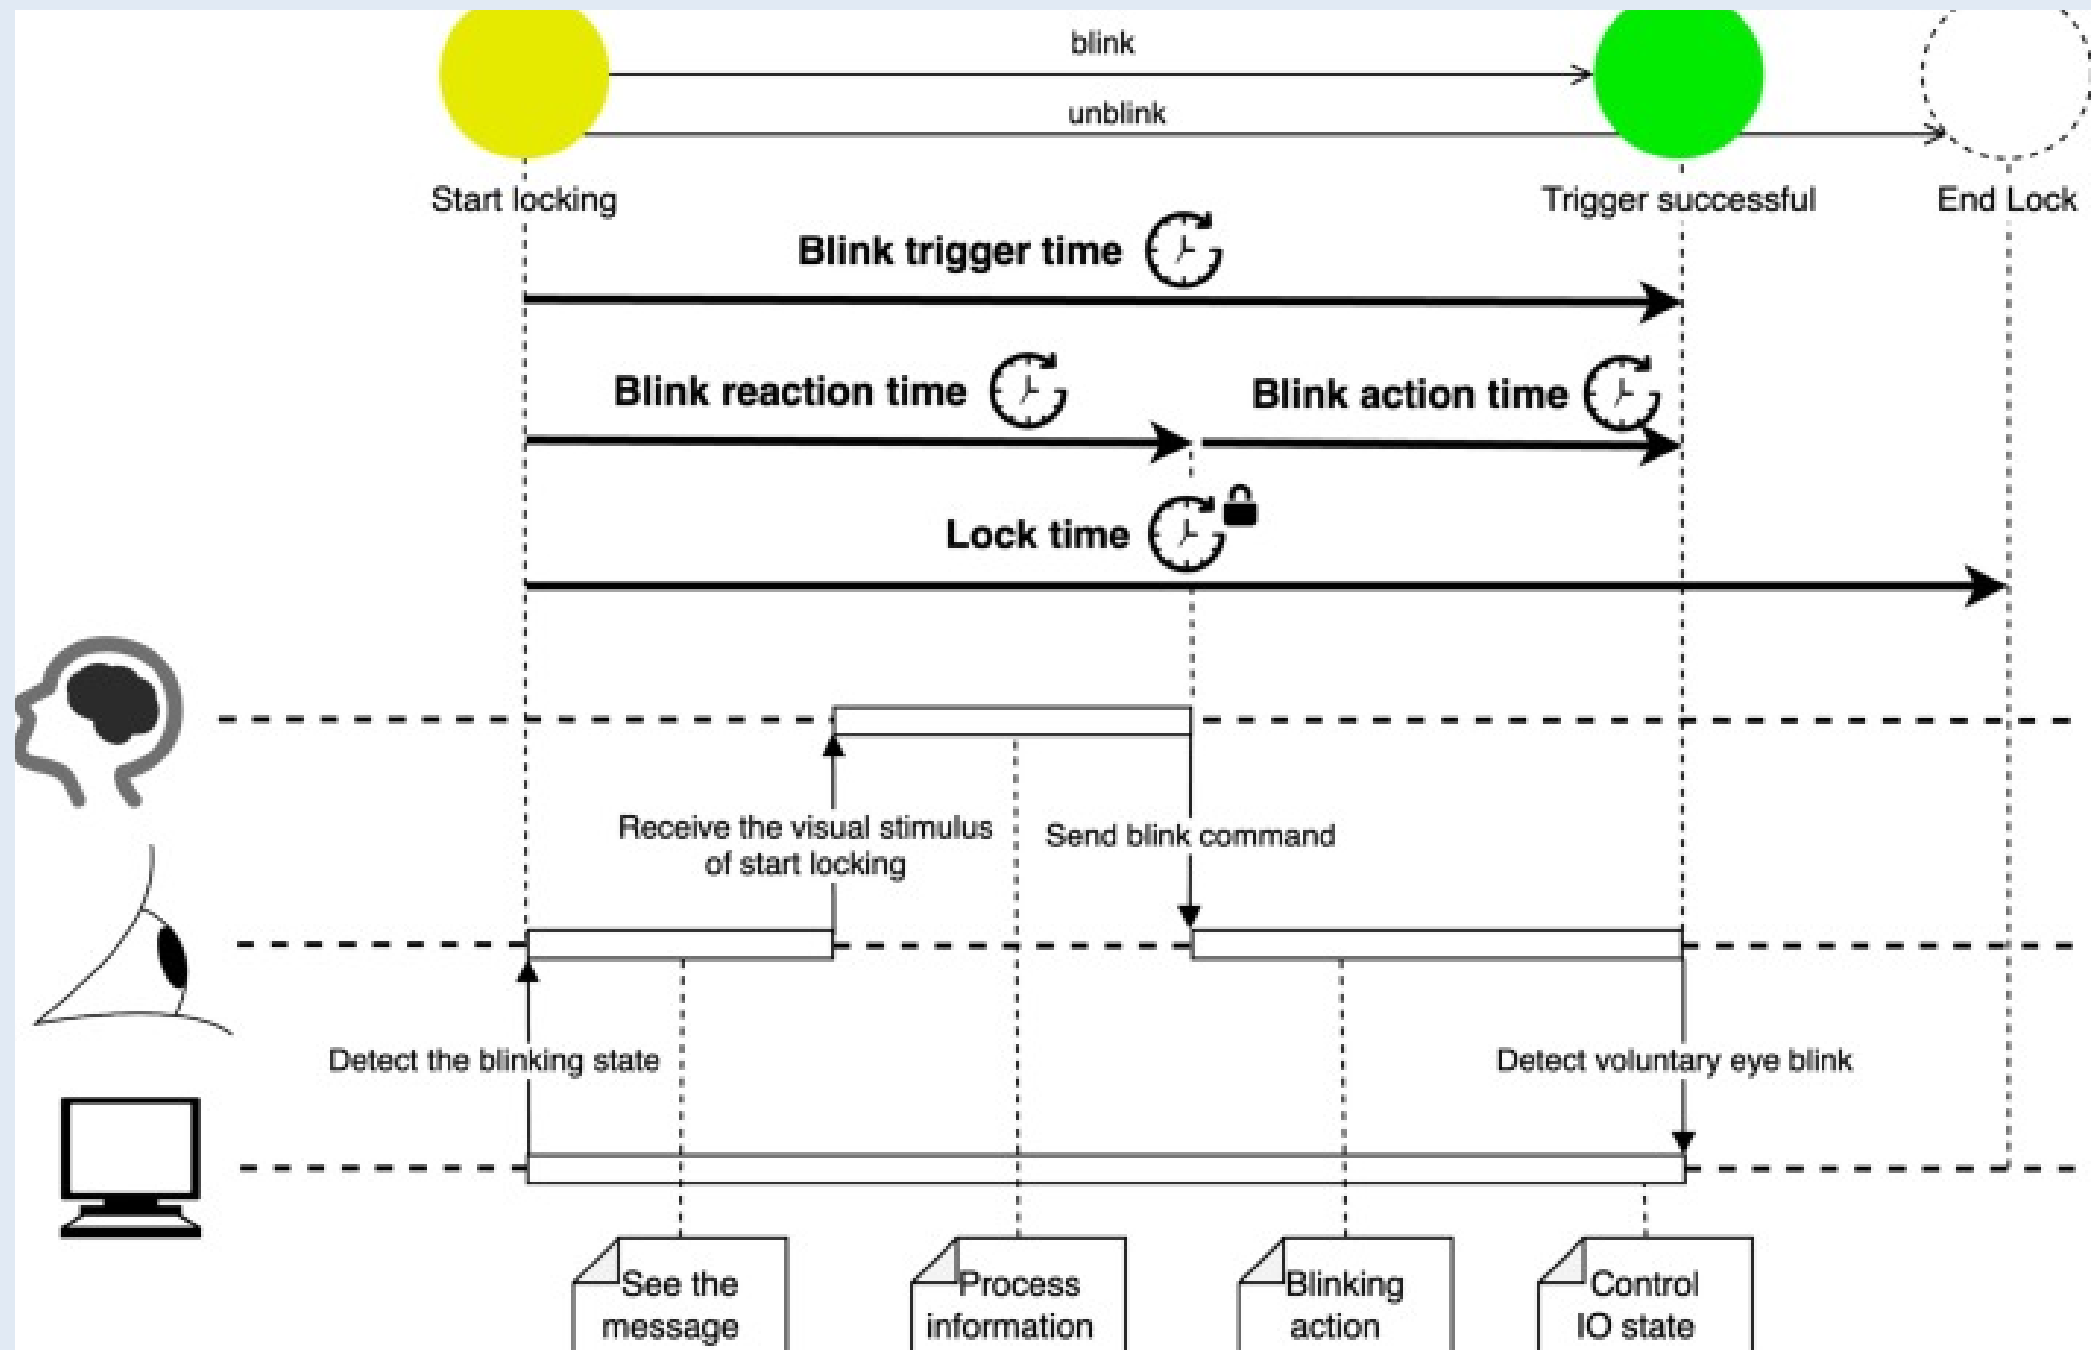 blink
unblink
Start locking
Trigger successful
End Lock
Blink trigger time
Blink reaction time
Blink action time
Lock time
Receive the visual stimulus
of start locking
Send blink command
Detect the blinking state
Detect voluntary eye blink
See the
message
Process
information
Blinking
action
Control
IO state